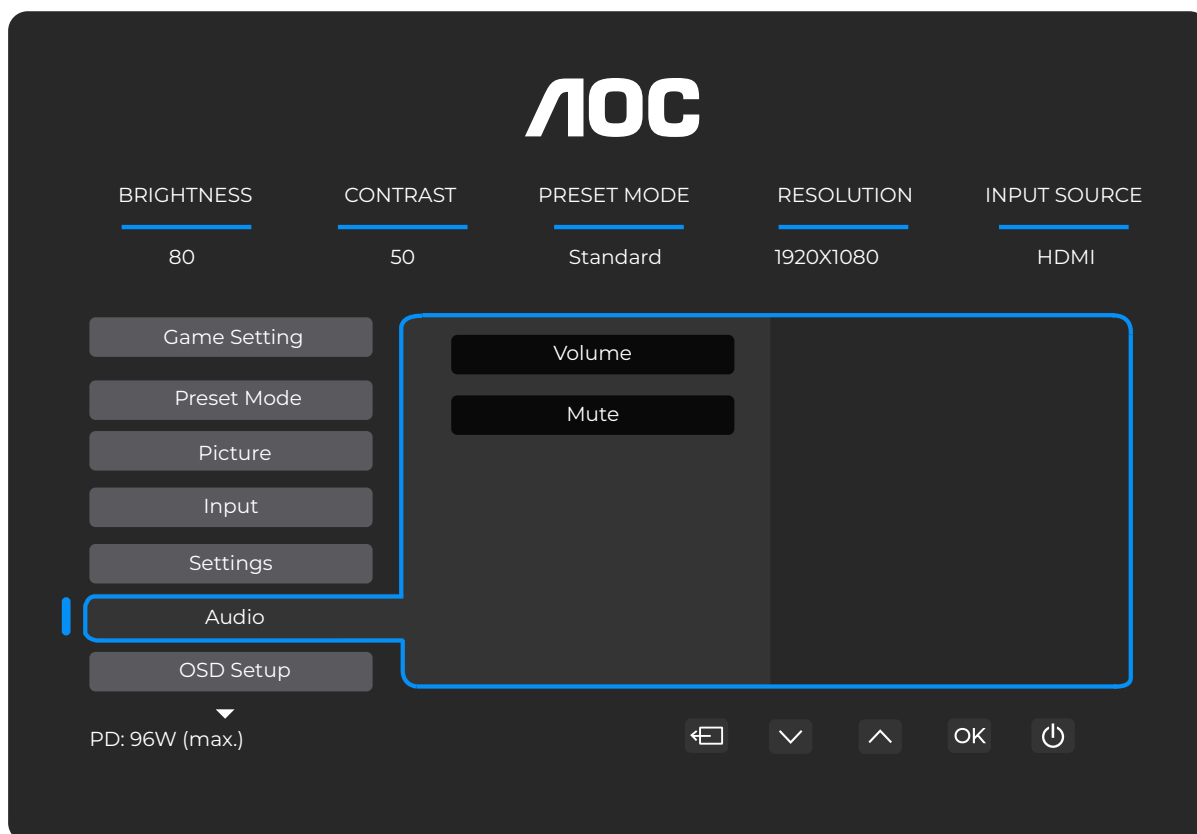 AOC
BRIGHTNESS CONTRAST PRESET MODE RESOLUTION INPUT SOURCE
80 50 Standard 1920X1080 HDMI
Game Setting
Volume
Preset Mode
Mute
Picture
Input
Settings
Audio
OSD Setup
PD: 96W (max.)
OK